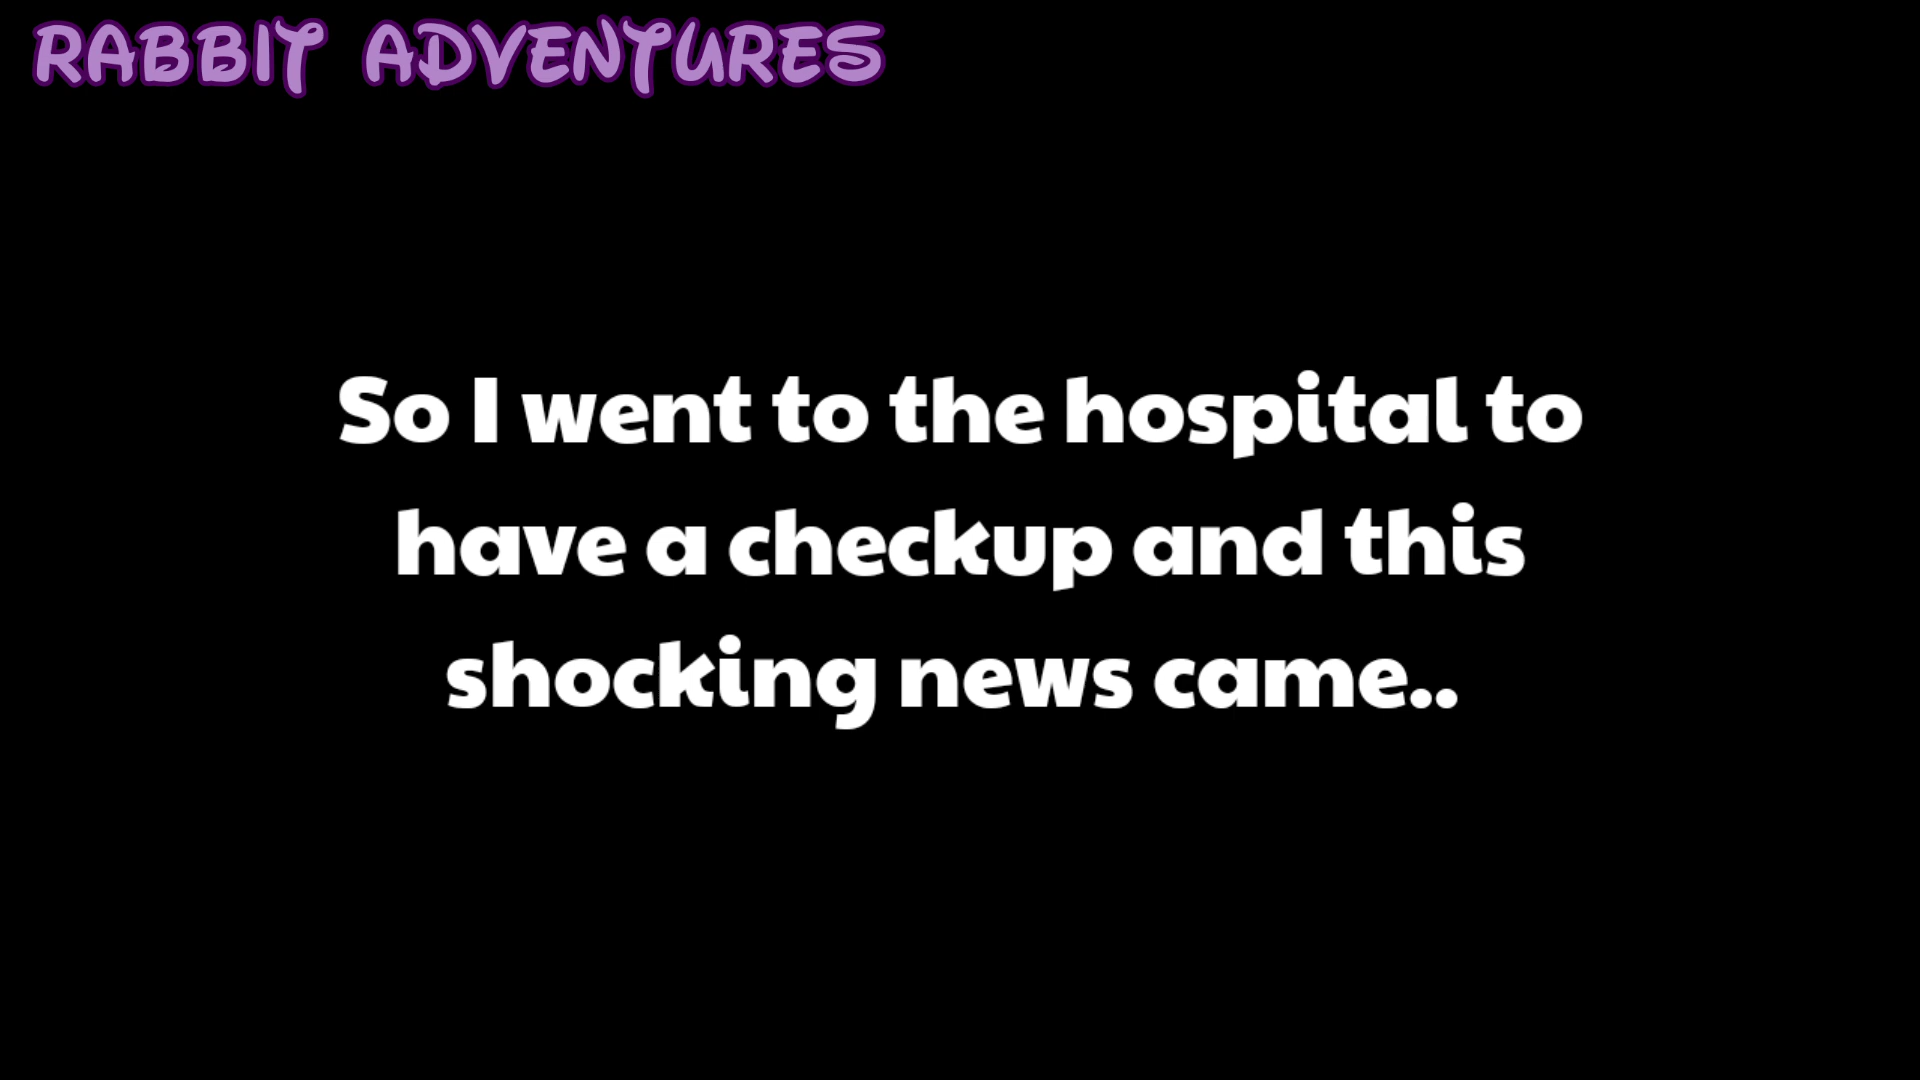 RABBIT ADVENTURES
So I went to the hospital to
have a checkup and this
shocking news came..